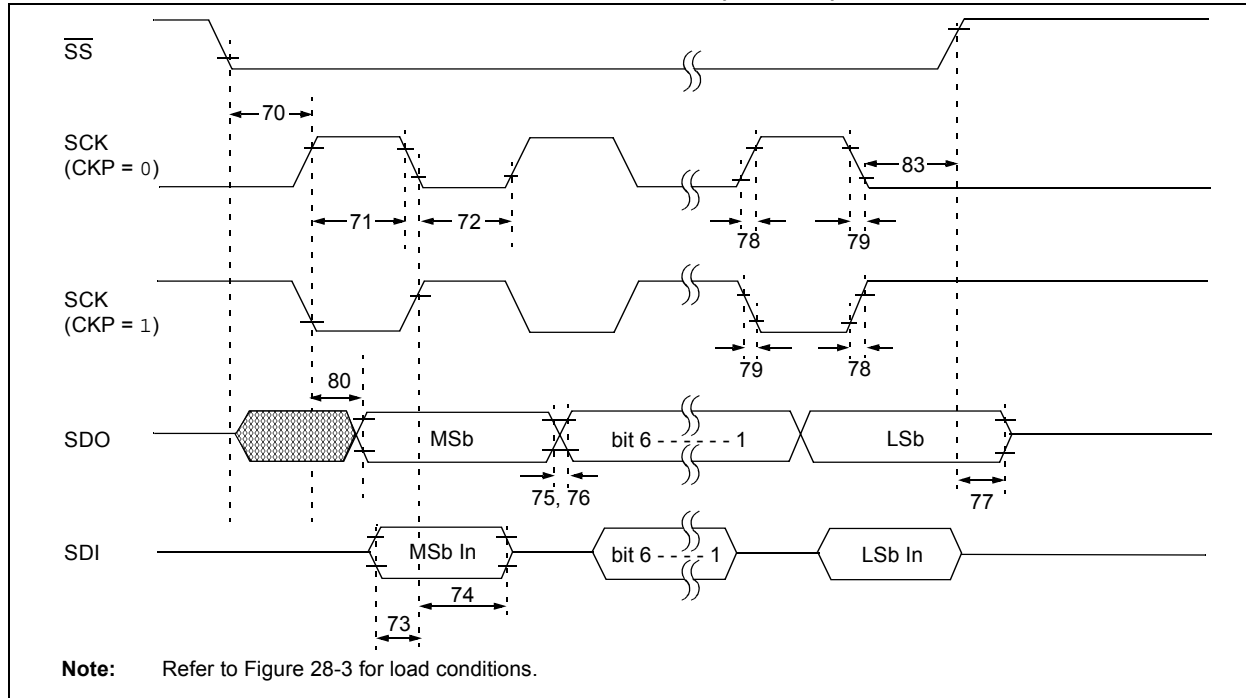 SS
70
SCK
(CKP = 0)
83
71
72
78
79
SCK
(CKP = 1)
79
78
80
SDO
MSb
bit 6 - - - - - - 1
LSb
75, 76
77
SDI
MSb In
bit 6 - - - - 1
LSb In
74
73
Note: Refer to Figure 28-3 for load conditions.